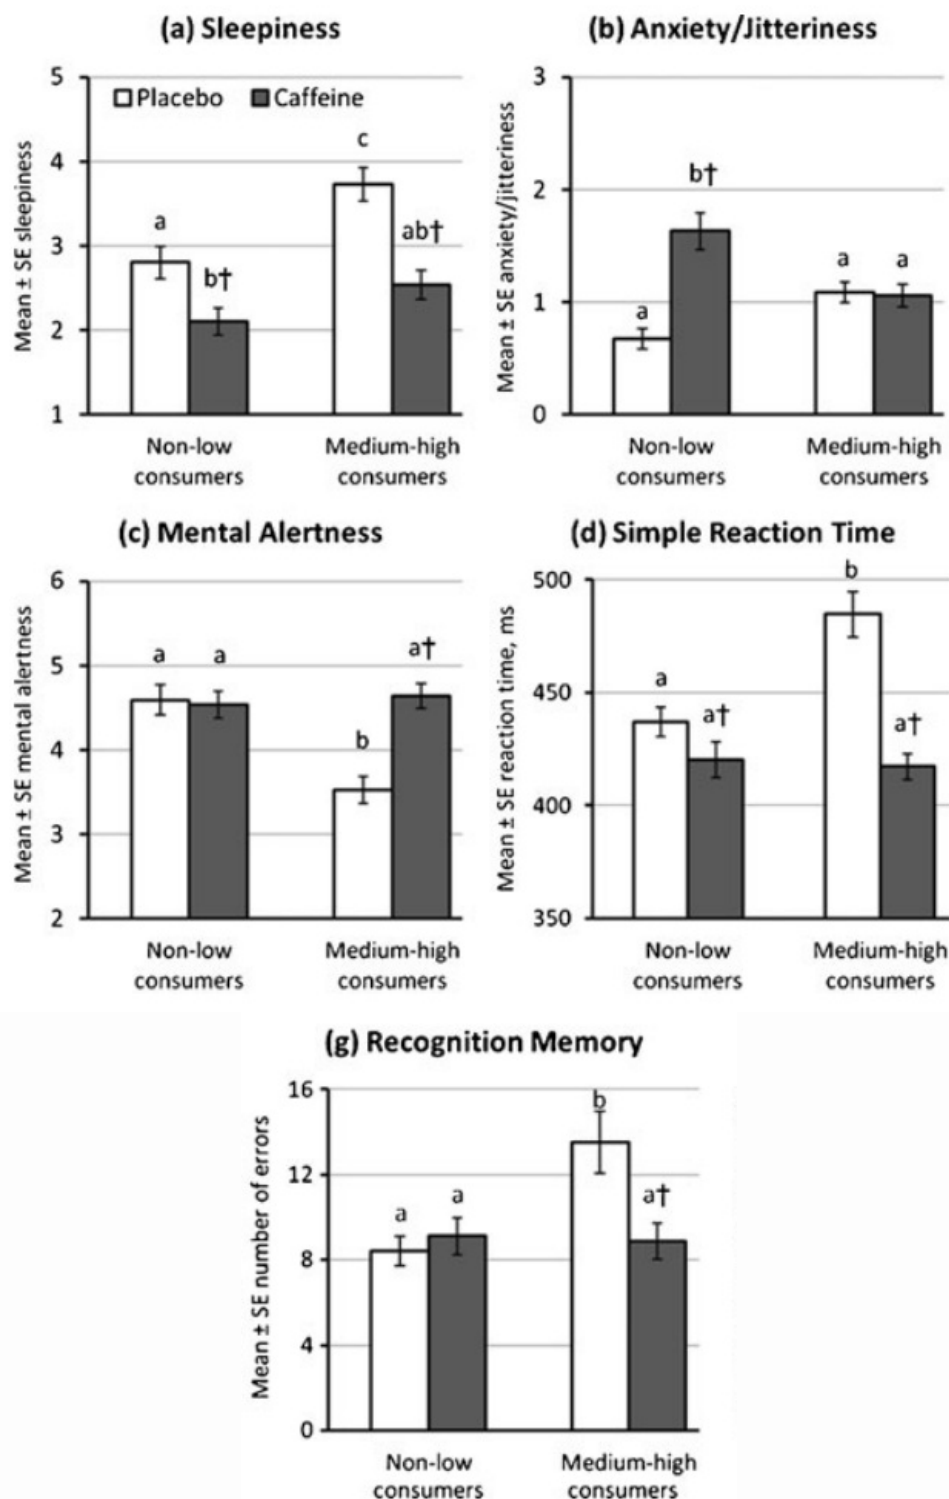 (a) Sleepiness
Mean ± SE sleepiness
5
4
3
2
1
Placebo Caffeine
a
b†
c
ab†
Non-low
consumers
Medium-high
consumers
(b) Anxiety/Jitteriness
Mean ± SE anxiety/jitteriness
3
2
1
0
a
b†
a
a
Non-low
consumers
Medium-high
consumers
(c) Mental Alertness
Mean ± SE mental alertness
6
5
4
3
2
a
a
b
a†
Non-low
consumers
Medium-high
consumers
(d) Simple Reaction Time
Mean ± SE reaction time, ms
500
450
400
350
a
a†
b
a†
Non-low
consumers
Medium-high
consumers
(g) Recognition Memory
Mean ± SE number of errors
16
12
8
4
0
a
a
b
a†
Non-low
consumers
Medium-high
consumers